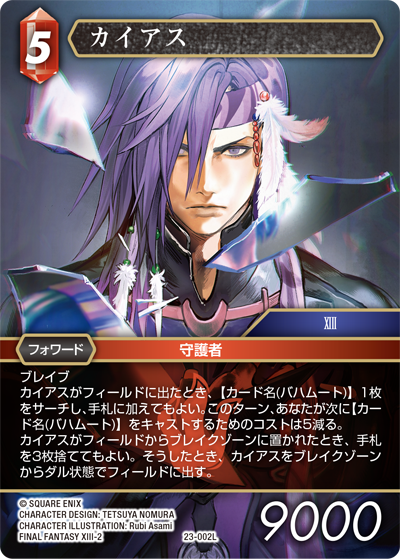 5
カイアス
XIII
フォワード
守護者
ブレイブ
カイアスがフィールドに出たとき、【カード名(バハムート)】1枚
をサーチし、手札に加えてもよい。このターン、あなたが次に【カー
ド名(バハムート)】をキャストするためのコストは5減る。
カイアスがフィールドからブレイクゾーンに置かれたとき、手札
を3枚捨ててもよい。そうしたとき、カイアスをブレイクゾーン
からダル状態でフィールドに出す。
© SQUARE ENIX
CHARACTER DESIGN: TETSUYA NOMURA
CHARACTER ILLUSTRATION: Rubi Asami
FINAL FANTASY XIII-2
23-002L
9000